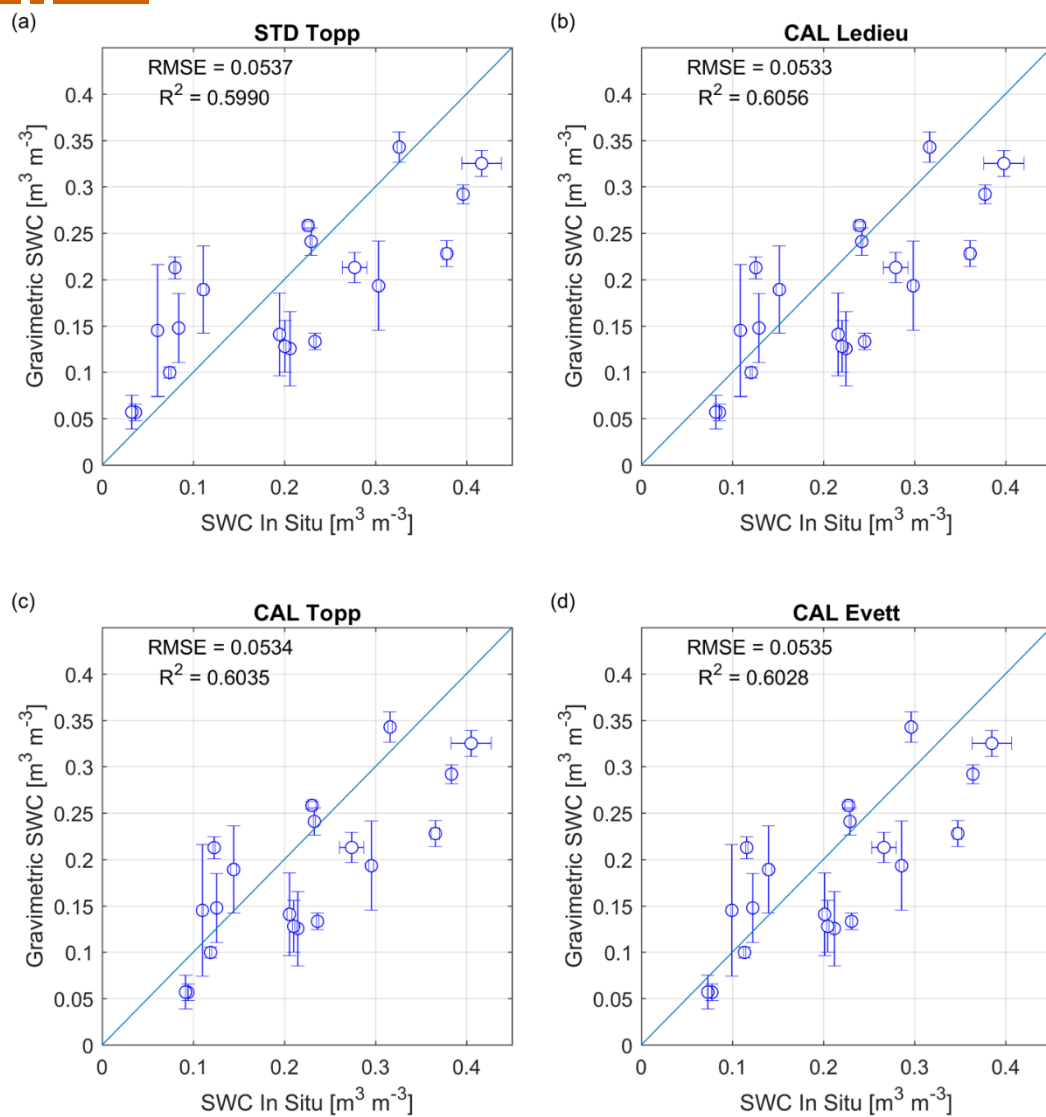 (a)
STD Topp
RMSE = 0.0537
R² = 0.5990
Gravimetric SWC [m³ m⁻³]
0.4
0.35
0.3
0.25
0.2
0.15
0.1
0.05
0
0 0.1 0.2 0.3 0.4
SWC In Situ [m³ m⁻³]
(b)
CAL Ledieu
RMSE = 0.0533
R² = 0.6056
Gravimetric SWC [m³ m⁻³]
0.4
0.35
0.3
0.25
0.2
0.15
0.1
0.05
0
0 0.1 0.2 0.3 0.4
SWC In Situ [m³ m⁻³]
(c)
CAL Topp
RMSE = 0.0534
R² = 0.6035
Gravimetric SWC [m³ m⁻³]
0.4
0.35
0.3
0.25
0.2
0.15
0.1
0.05
0
0 0.1 0.2 0.3 0.4
SWC In Situ [m³ m⁻³]
(d)
CAL Evett
RMSE = 0.0535
R² = 0.6028
Gravimetric SWC [m³ m⁻³]
0.4
0.35
0.3
0.25
0.2
0.15
0.1
0.05
0
0 0.1 0.2 0.3 0.4
SWC In Situ [m³ m⁻³]